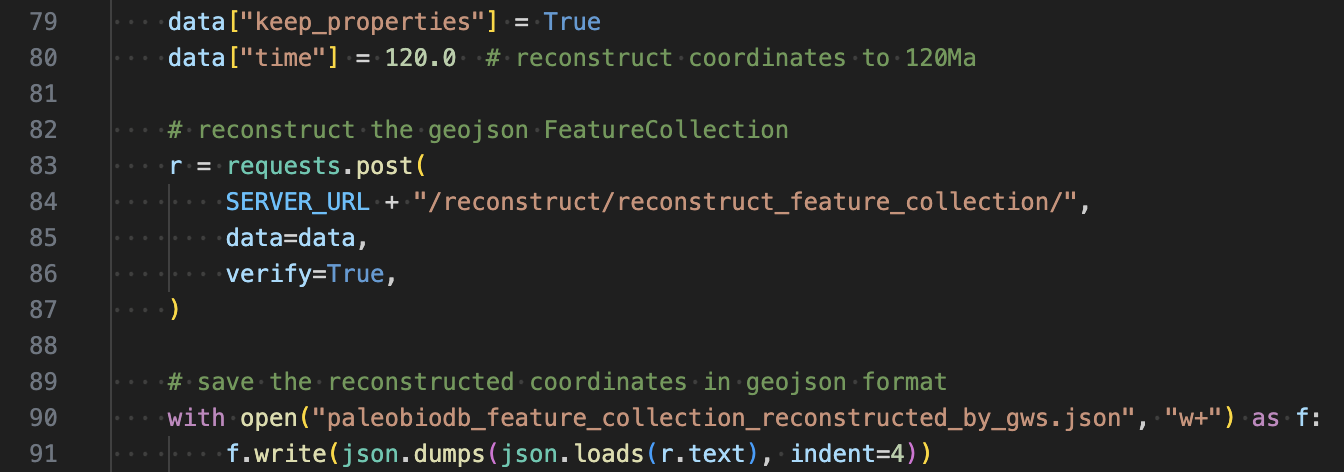 79 data["keep_properties"] = True
80 data["time"] = 120.0  # reconstruct coordinates to 120Ma
81
82 # reconstruct the geojson FeatureCollection
83 r = requests.post(
84 SERVER_URL + "/reconstruct/reconstruct_feature_collection/",
85 data=data,
86 verify=True,
87 )
88
89 # save the reconstructed coordinates in geojson format
90 with open("paleobiodb_feature_collection_reconstructed_by_gws.json", "w+") as f:
91 f.write(json.dumps(json.loads(r.text), indent=4))